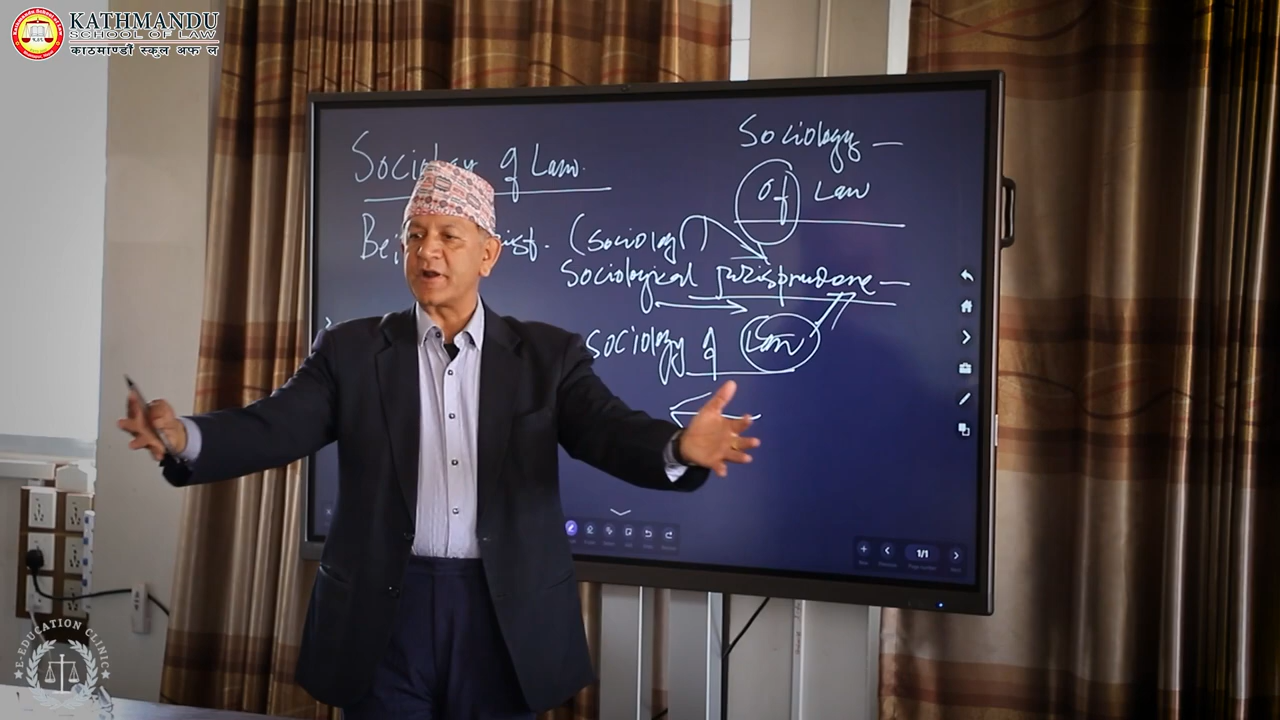 KATHMANDU
SCHOOL OF LAW
काठमाण्डौं स्कुल अफ ल
Sociology of Law.
Sociology —
of Law
(Sociology)
Sociological jurisprudence —
Sociology of Law
1/1
E-EDUCATION CLINIC